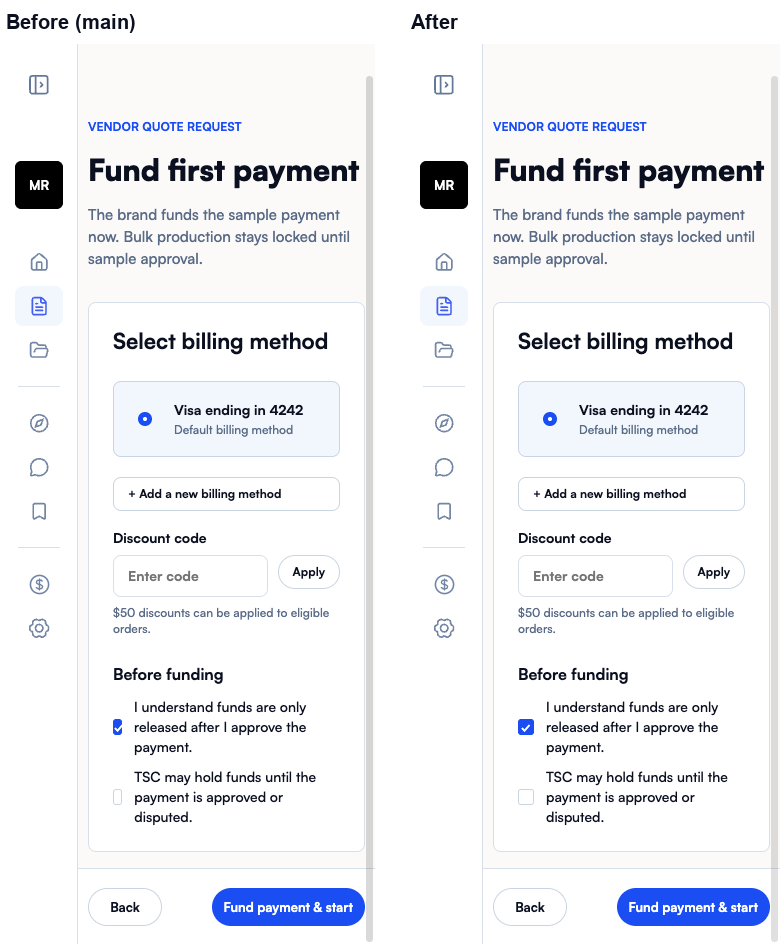 Before (main)
MR
VENDOR QUOTE REQUEST
Fund first payment
The brand funds the sample payment
now. Bulk production stays locked until
sample approval.
Select billing method
Visa ending in 4242
Default billing method
+ Add a new billing method
Discount code
Enter code
Apply
$50 discounts can be applied to eligible
orders.
Before funding
I understand funds are only
released after I approve the
payment.
TSC may hold funds until the
payment is approved or
disputed.
Back
Fund payment & start
After
MR
VENDOR QUOTE REQUEST
Fund first payment
The brand funds the sample payment
now. Bulk production stays locked until
sample approval.
Select billing method
Visa ending in 4242
Default billing method
+ Add a new billing method
Discount code
Enter code
Apply
$50 discounts can be applied to eligible
orders.
Before funding
I understand funds are only
released after I approve the
payment.
TSC may hold funds until the
payment is approved or
disputed.
Back
Fund payment & start